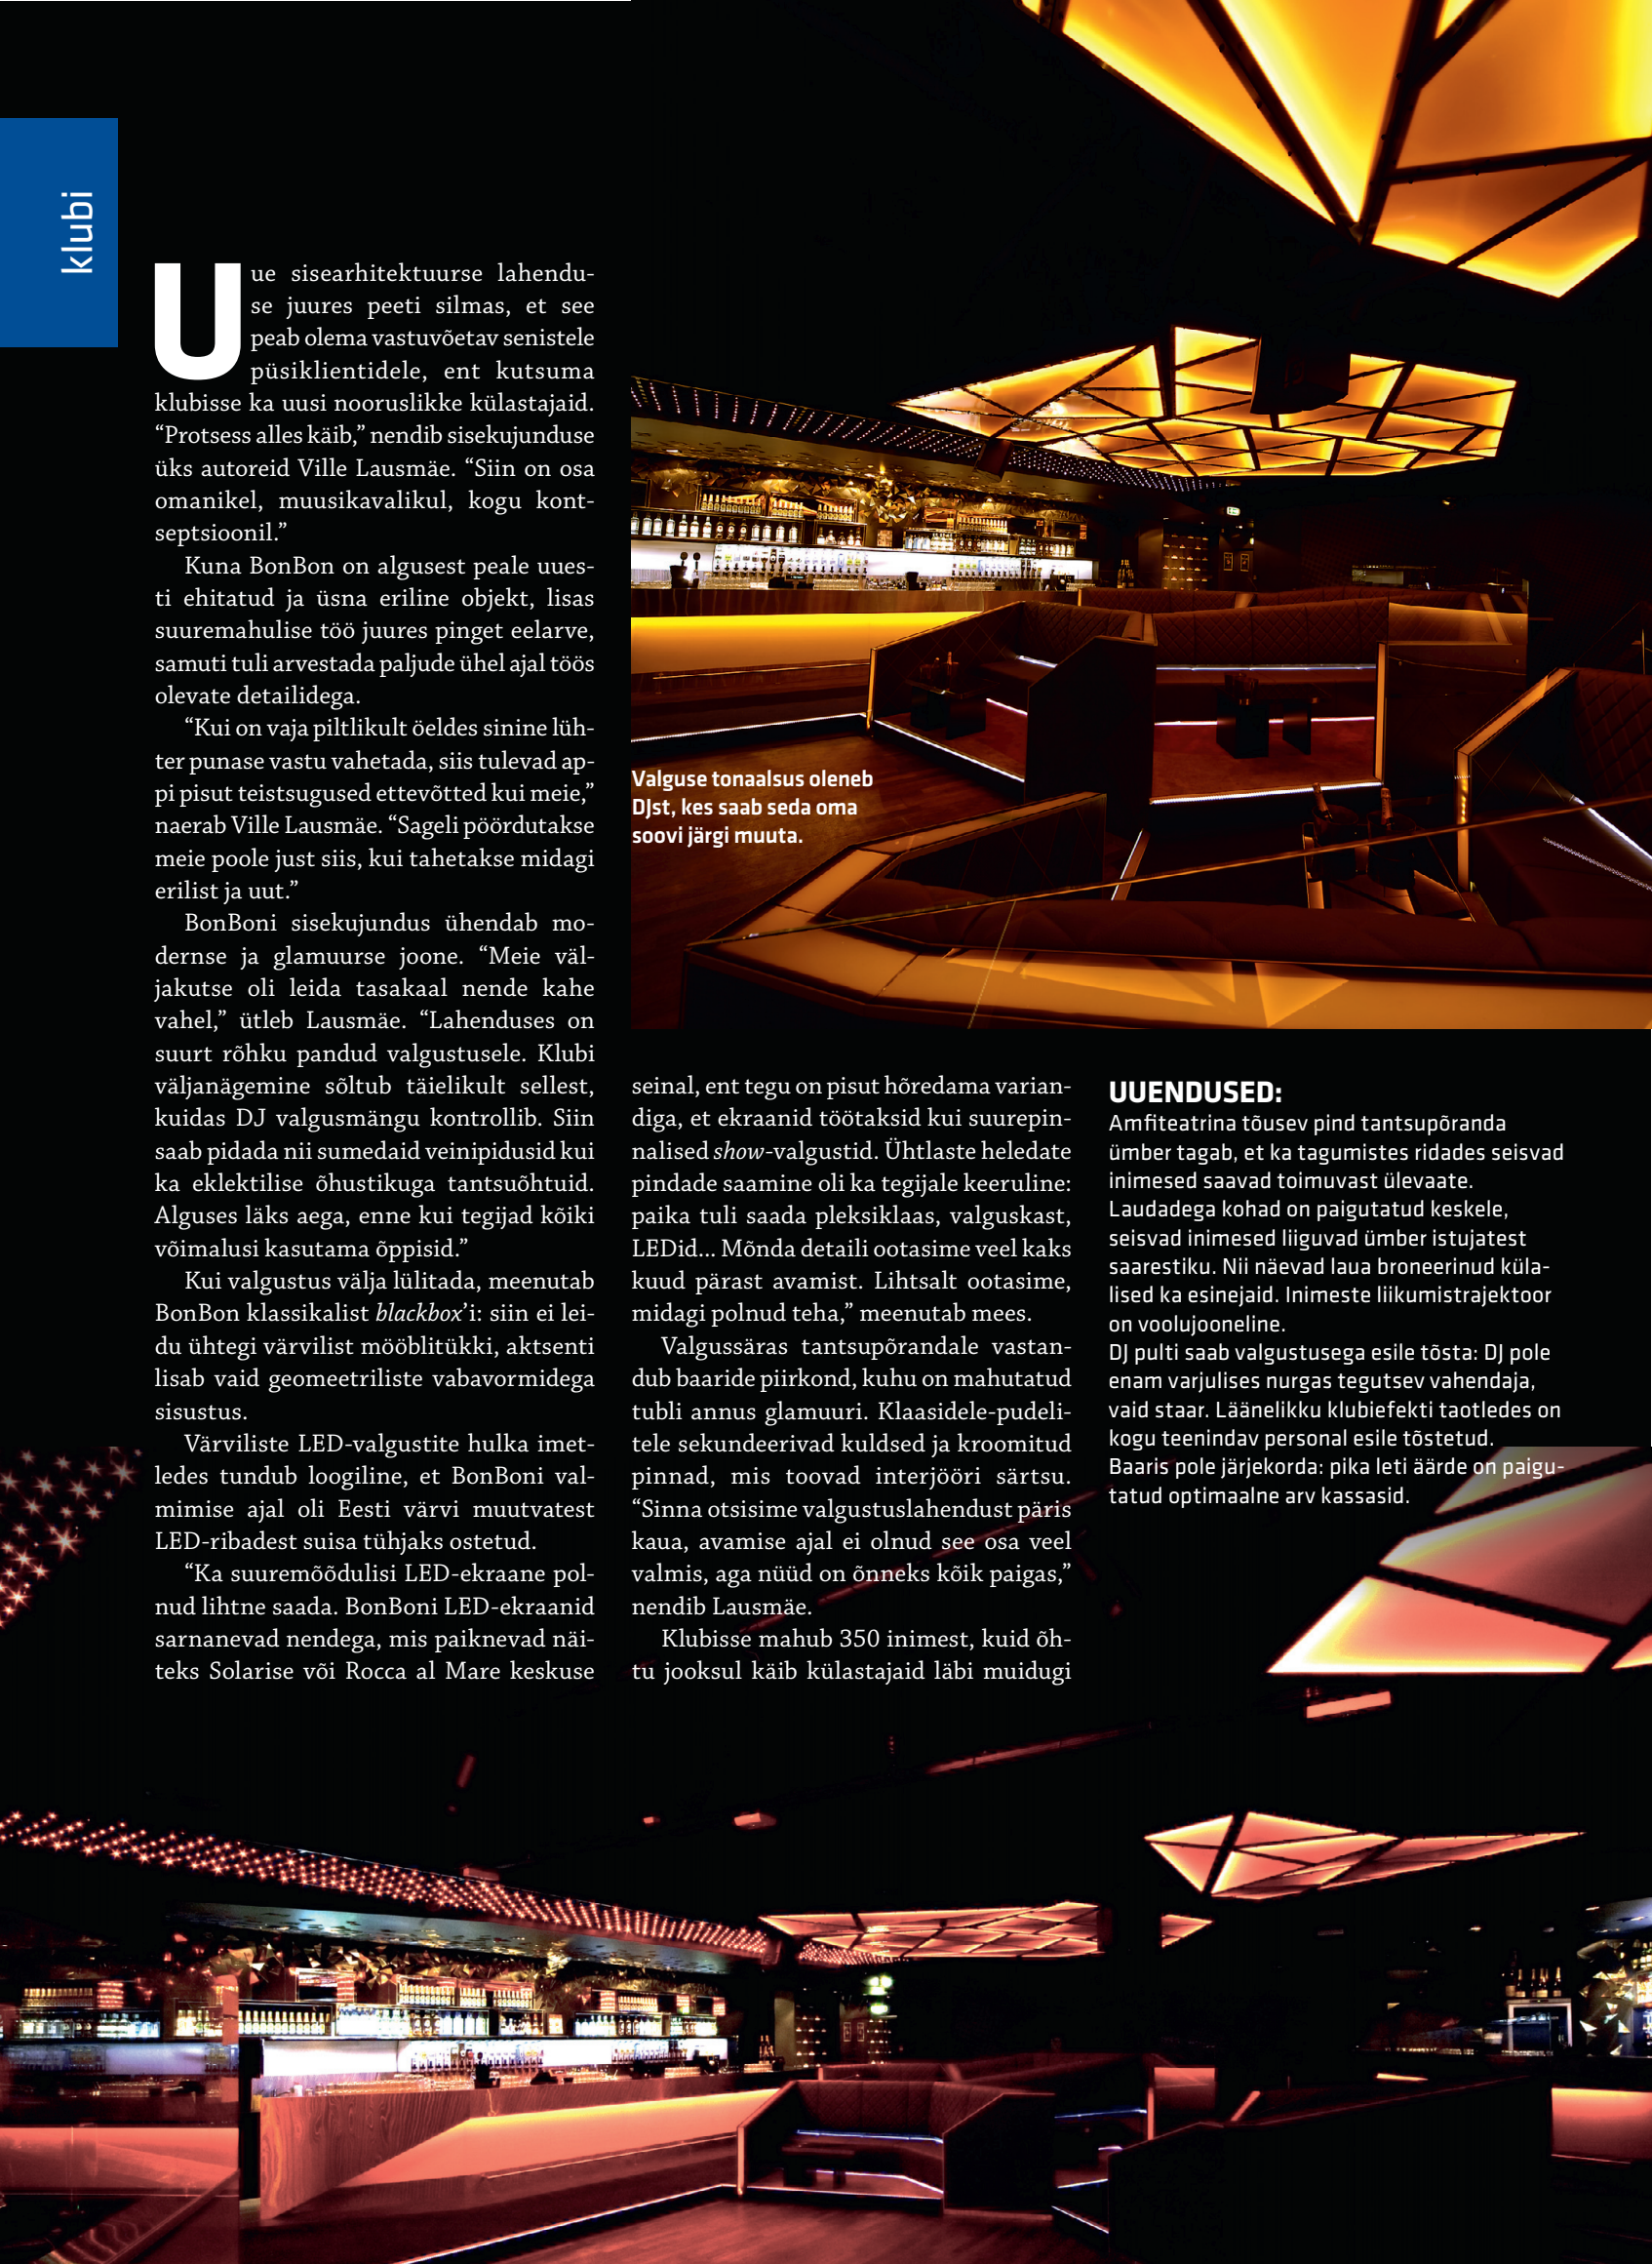 klubi
Uue sisearhitektuurse lahendu-
se juures peeti silmas, et see
peab olema vastuvõetav senistele
püsiklientidele, ent kutsuma
klubisse ka uusi nooruslikke külastajaid.
“Protsess alles käib,” nendib sisekujunduse
üks autoreid Ville Lausmäe. “Siin on osa
omanikel, muusikavalikul, kogu kont-
septsioonil.”
Kuna BonBon on algusest peale uues-
ti ehitatud ja üsna eriline objekt, lisas
suuremahulise töö juures pinget eelarve,
samuti tuli arvestada paljude ühel ajal töös
olevate detailidega.
“Kui on vaja piltlikult öeldes sinine lüh-
ter punase vastu vahetada, siis tulevad ap-
pi pisut teistsugused ettevõtted kui meie,”
naerab Ville Lausmäe. “Sageli pöördutakse
meie poole just siis, kui tahetakse midagi
erilist ja uut.”
BonBoni sisekujundus ühendab mo-
dernse ja glamuurse joone. “Meie väl-
jakutse oli leida tasakaal nende kahe
vahel,” ütleb Lausmäe. “Lahenduses on
suurt rõhku pandud valgustusele. Klubi
väljanägemine sõltub täielikult sellest,
kuidas DJ valgusmängu kontrollib. Siin
saab pidada nii sumedaid veinipidusid kui
ka eklektilise õhustikuga tantsuõhtuid.
Alguses läks aega, enne kui tegijad kõiki
võimalusi kasutama õppisid.”
Kui valgustus välja lülitada, meenutab
BonBon klassikalist blackbox’i: siin ei lei-
du ühtegi värvilist mööblitükki, aktsenti
lisab vaid geomeetriliste vabavormidega
sisustus.
Värviliste LED-valgustite hulka imet-
ledes tundub loogiline, et BonBoni val-
mimise ajal oli Eesti värvi muutvatest
LED-ribadest suisa tühjaks ostetud.
“Ka suuremõõdulisi LED-ekraane pol-
nud lihtne saada. BonBoni LED-ekraanid
sarnanevad nendega, mis paiknevad näi-
teks Solarise või Rocca al Mare keskuse
Valguse tonaalsus oleneb
DJst, kes saab seda oma
soovi järgi muuta.
seinal, ent tegu on pisut hõredama varian-
diga, et ekraanid töötaksid kui suurepin-
nalised show-valgustid. Ühtlaste heledate
pindade saamine oli ka tegijale keeruline:
paika tuli saada pleksiklaas, valguskast,
LEDid... Mõnda detaili ootasime veel kaks
kuud pärast avamist. Lihtsalt ootasime,
midagi polnud teha,” meenutab mees.
Valgussäras tantsupõrandale vastan-
dub baaride piirkond, kuhu on mahutatud
tubli annus glamuuri. Klaasidele-pudeli-
tele sekundeerivad kuldsed ja kroomitud
pinnad, mis toovad interjööri särtsu.
“Sinna otsisime valgustuslahendust päris
kaua, avamise ajal ei olnud see osa veel
valmis, aga nüüd on õnneks kõik paigas,”
nendib Lausmäe.
Klubisse mahub 350 inimest, kuid õh-
tu jooksul käib külastajaid läbi muidugi
UUENDUSED:
Amfiteatrina tõusev pind tantsupõranda
ümber tagab, et ka tagumistes ridades seisvad
inimesed saavad toimuvast ülevaate.
Laudadega kohad on paigutatud keskele,
seisvad inimesed liiguvad ümber istujatest
saarestiku. Nii näevad laua broneerinud küla-
lised ka esinejaid. Inimeste liikumistrajektoor
on voolujooneline.
DJ pulti saab valgustusega esile tõsta: DJ pole
enam varjulises nurgas tegutsev vahendaja,
vaid staar. Läänelikku klubiefekti taotledes on
kogu teenindav personal esile tõstetud.
Baaris pole järjekorda: pika leti äärde on paigu-
tatud optimaalne arv kassasid.